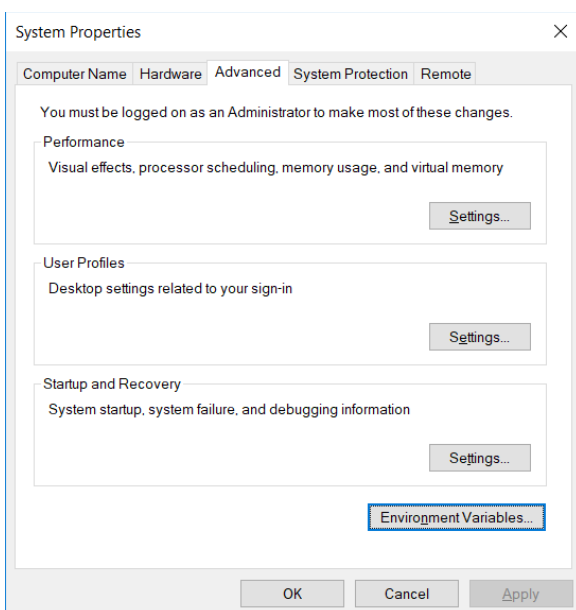 System Properties
Computer Name Hardware Advanced System Protection Remote
You must be logged on as an Administrator to make most of these changes.
Performance
Visual effects, processor scheduling, memory usage, and virtual memory
Settings...
User Profiles
Desktop settings related to your sign-in
Settings...
Startup and Recovery
System startup, system failure, and debugging information
Settings...
Environment Variables...
OK Cancel Apply